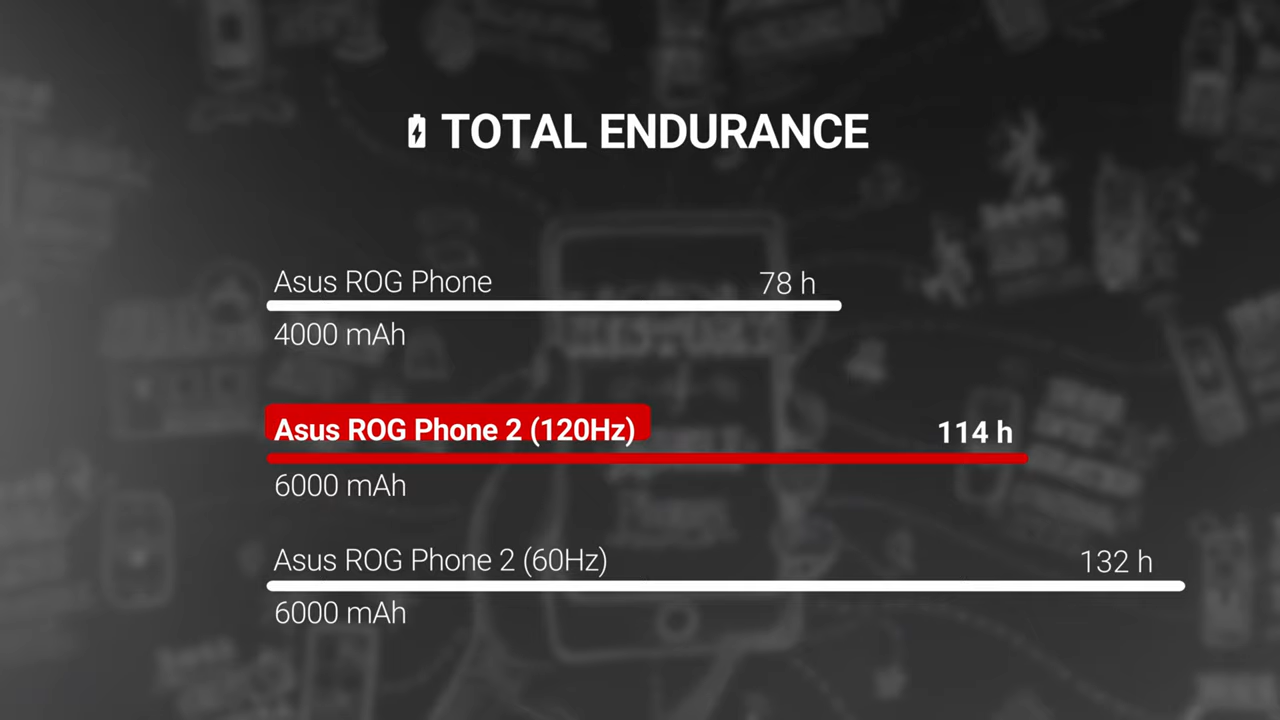 TOTAL ENDURANCE
Asus ROG Phone 78 h
4000 mAh
Asus ROG Phone 2 (120Hz) 114 h
6000 mAh
Asus ROG Phone 2 (60Hz) 132 h
6000 mAh